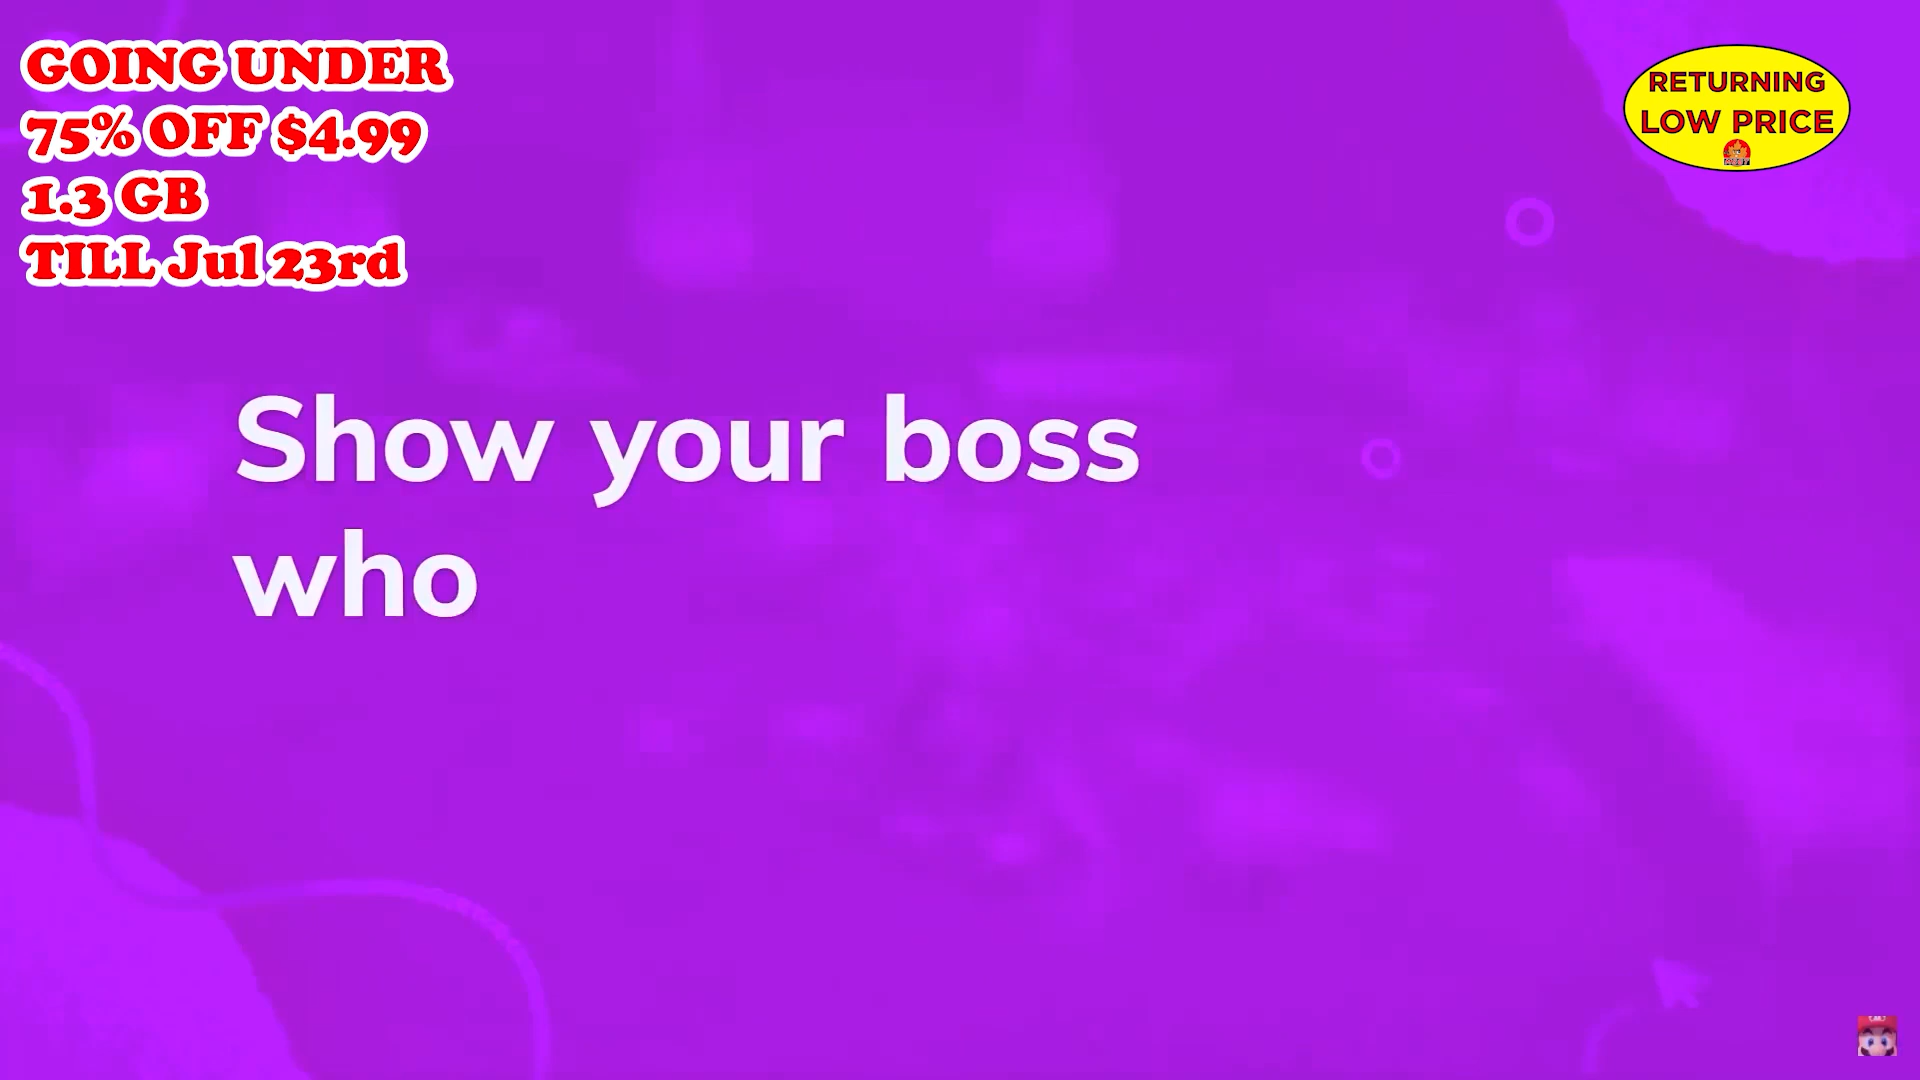 GOING UNDER
75% OFF $4.99
1.3 GB
TILL Jul 23rd
RETURNING
LOW PRICE
Show your boss
who